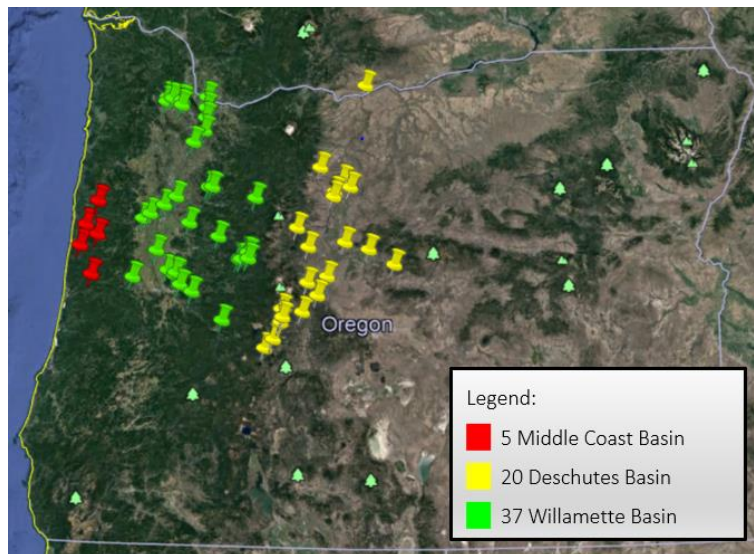 Oregon
Legend:
5 Middle Coast Basin
20 Deschutes Basin
37 Willamette Basin